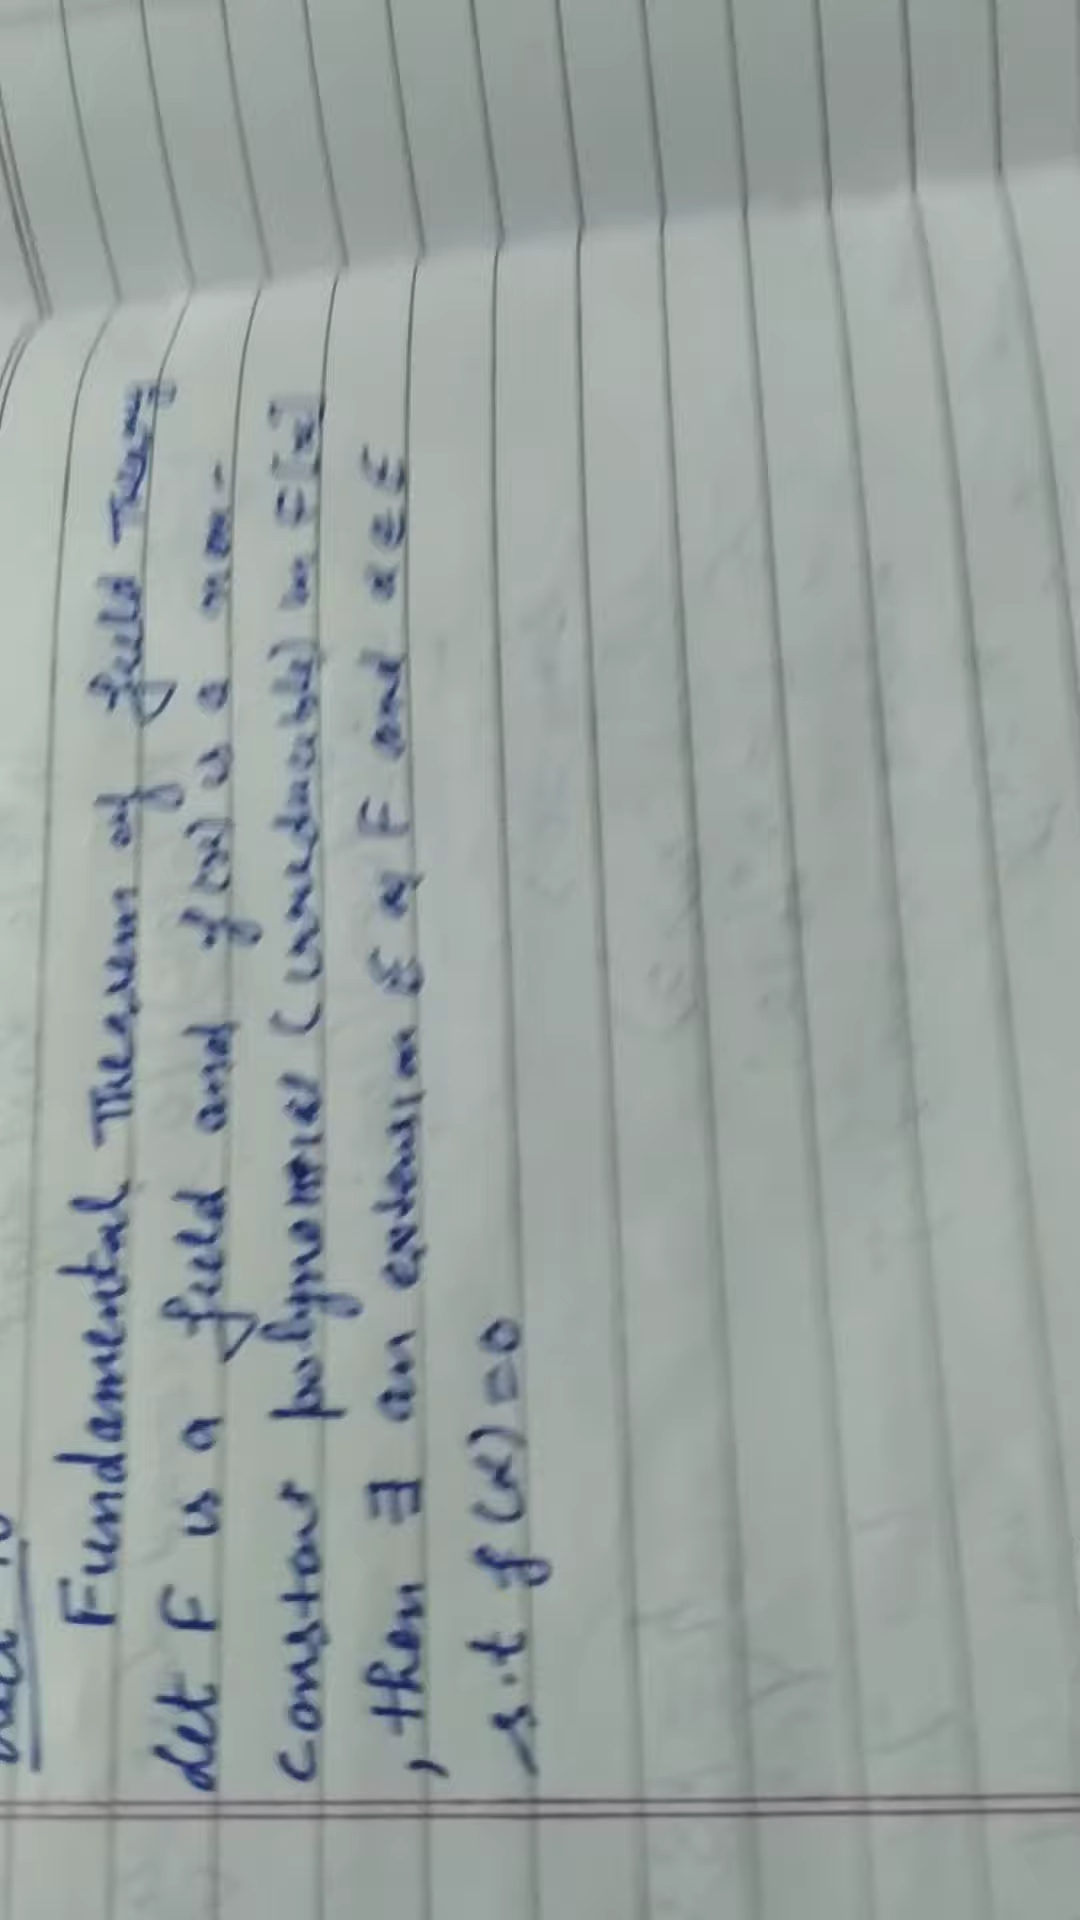 Fundamental Theorem of field Theory
Let F is a field and f(x) is a non-
constant polynomial (irreducible) in F[x]
, then ∃ an extension E of F and α ∈ E
s.t f(α)=0